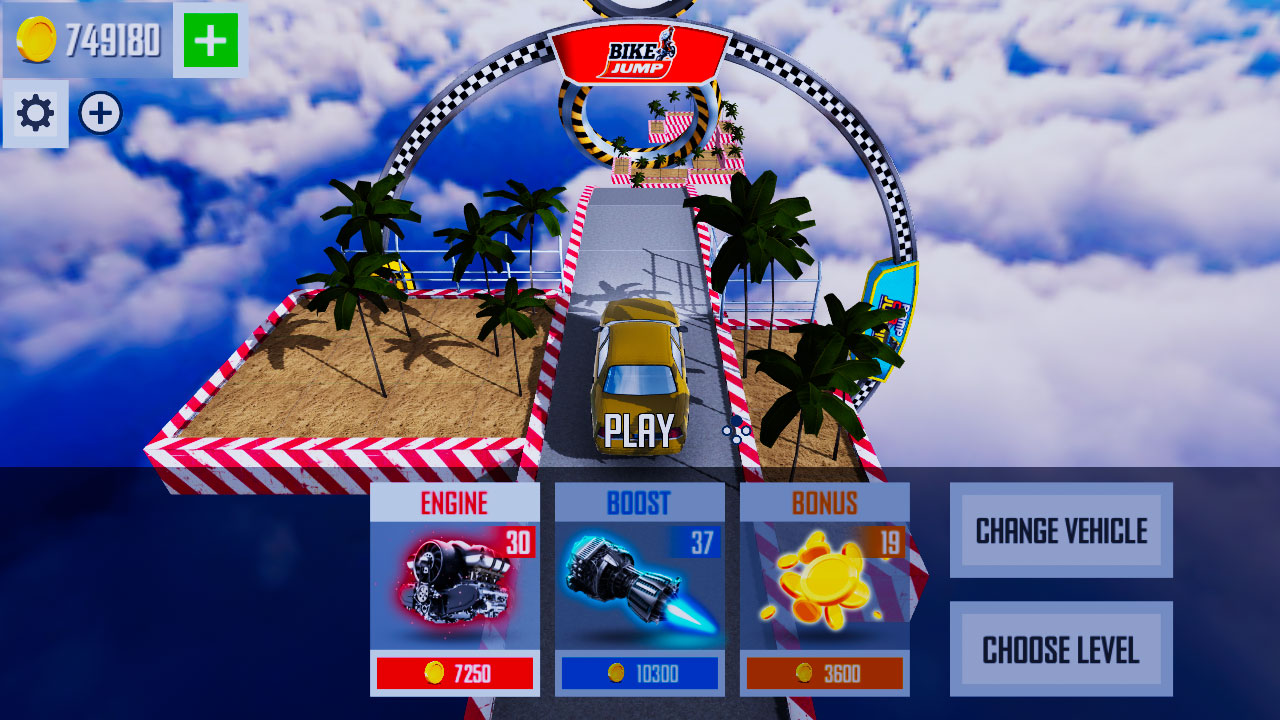 749180
BIKE
JUMP
PLAY
ENGINE
BOOST
BONUS
30
37
19
CHANGE VEHICLE
CHOOSE LEVEL
7250
10300
3600